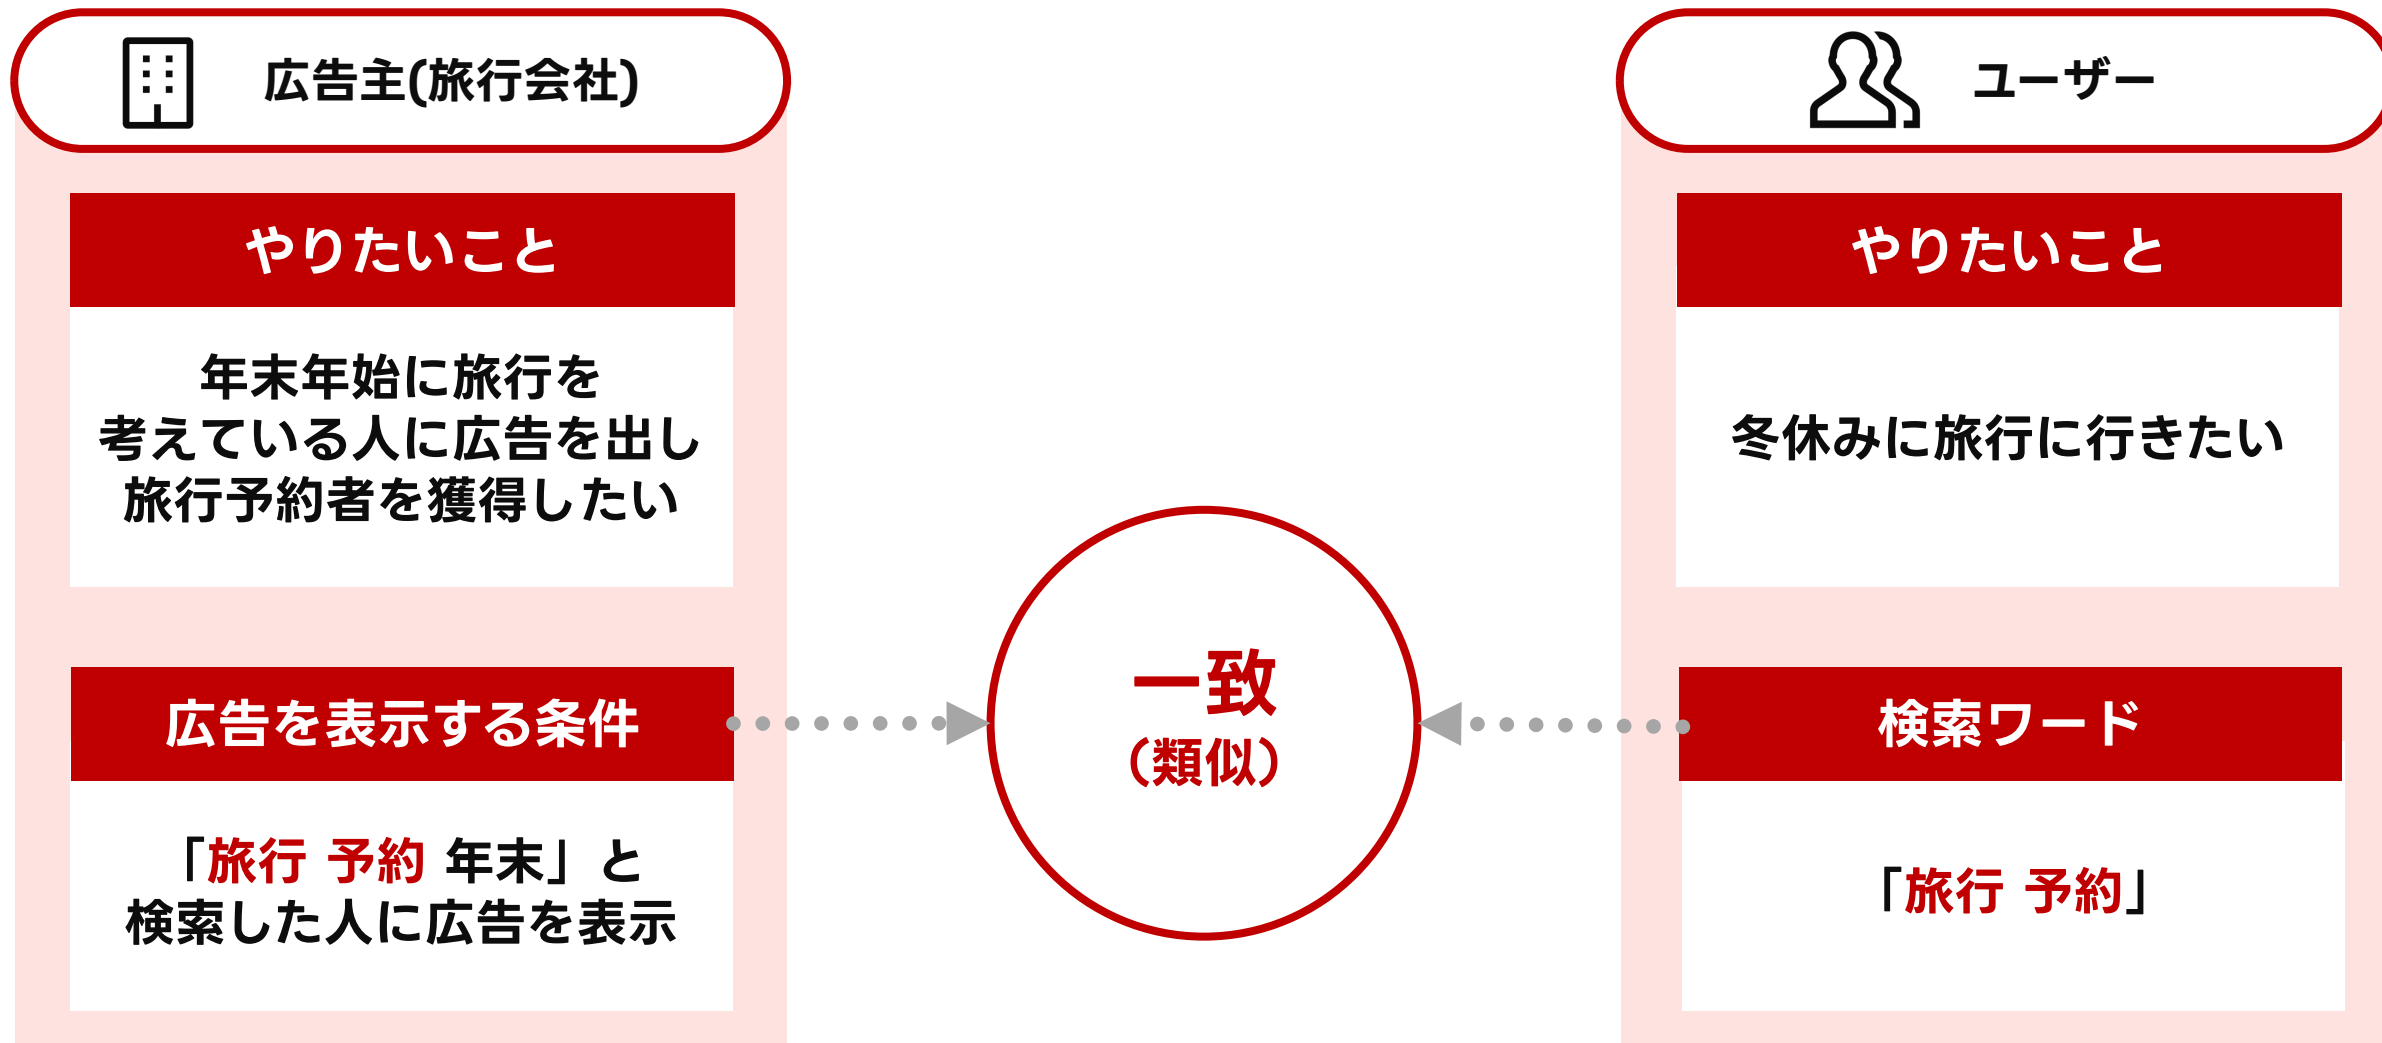 広告主(旅行会社)
やりたいこと
年末年始に旅行を
考えている人に広告を出し
旅行予約者を獲得したい
広告を表示する条件
「旅行 予約 年末」と
検索した人に広告を表示
一致
（類似）
ユーザー
やりたいこと
冬休みに旅行に行きたい
検索ワード
「旅行 予約」